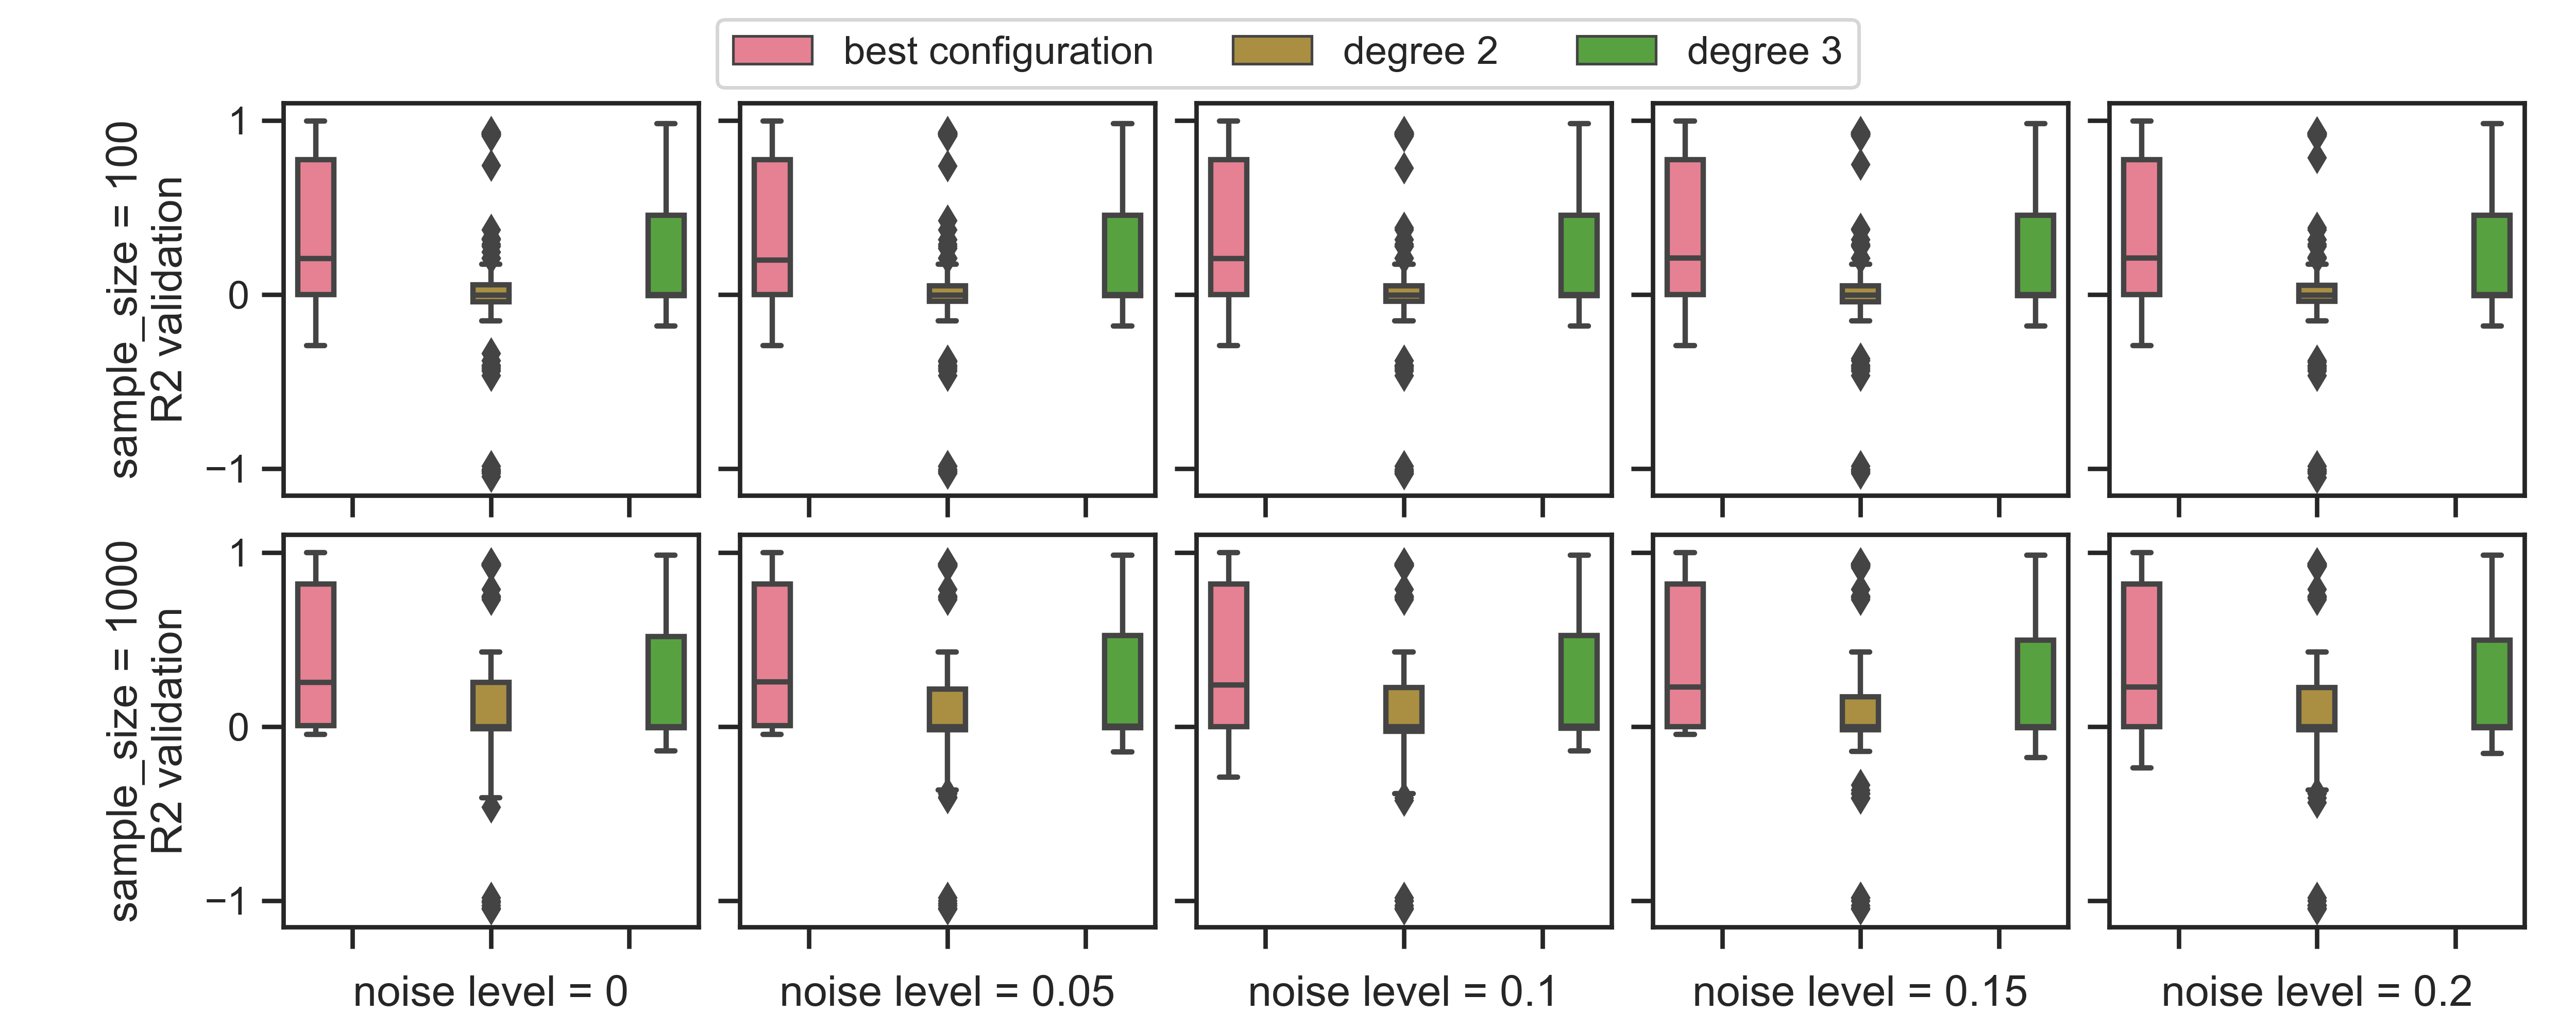 best configuration degree 2 degree 3
sample_size = 100
R2 validation
1
0
−1
sample_size = 1000
R2 validation
1
0
−1
noise level = 0 noise level = 0.05 noise level = 0.1 noise level = 0.15 noise level = 0.2